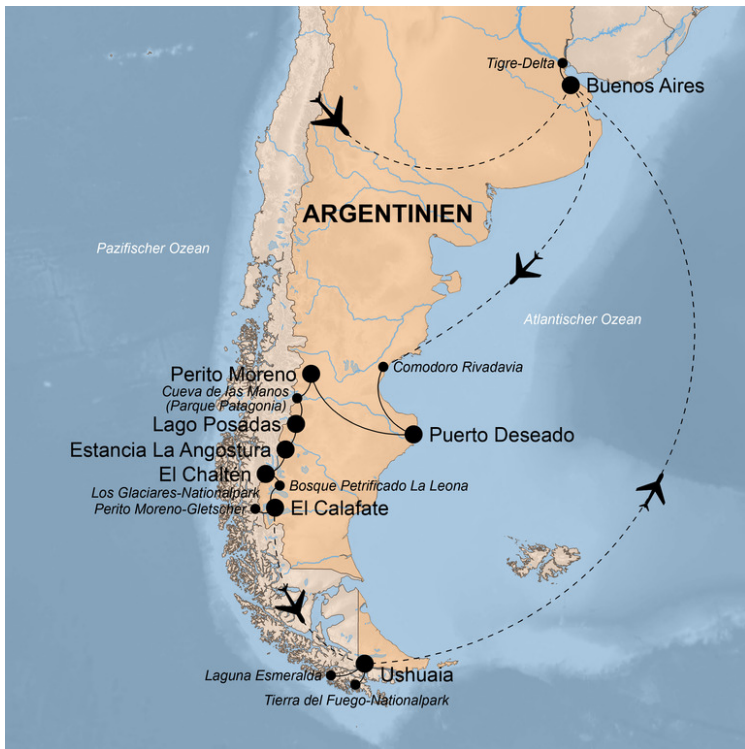 Tigre-Delta
Buenos Aires
ARGENTINIEN
Pazifischer Ozean
Atlantischer Ozean
Comodoro Rivadavia
Perito Moreno
Cueva de las Manos
(Parque Patagonia)
Lago Posadas
Puerto Deseado
Estancia La Angostura
El Chaltén
Bosque Petrificado La Leona
Los Glaciares-Nationalpark
Perito Moreno-Gletscher
El Calafate
Laguna Esmeralda
Ushuaia
Tierra del Fuego-Nationalpark